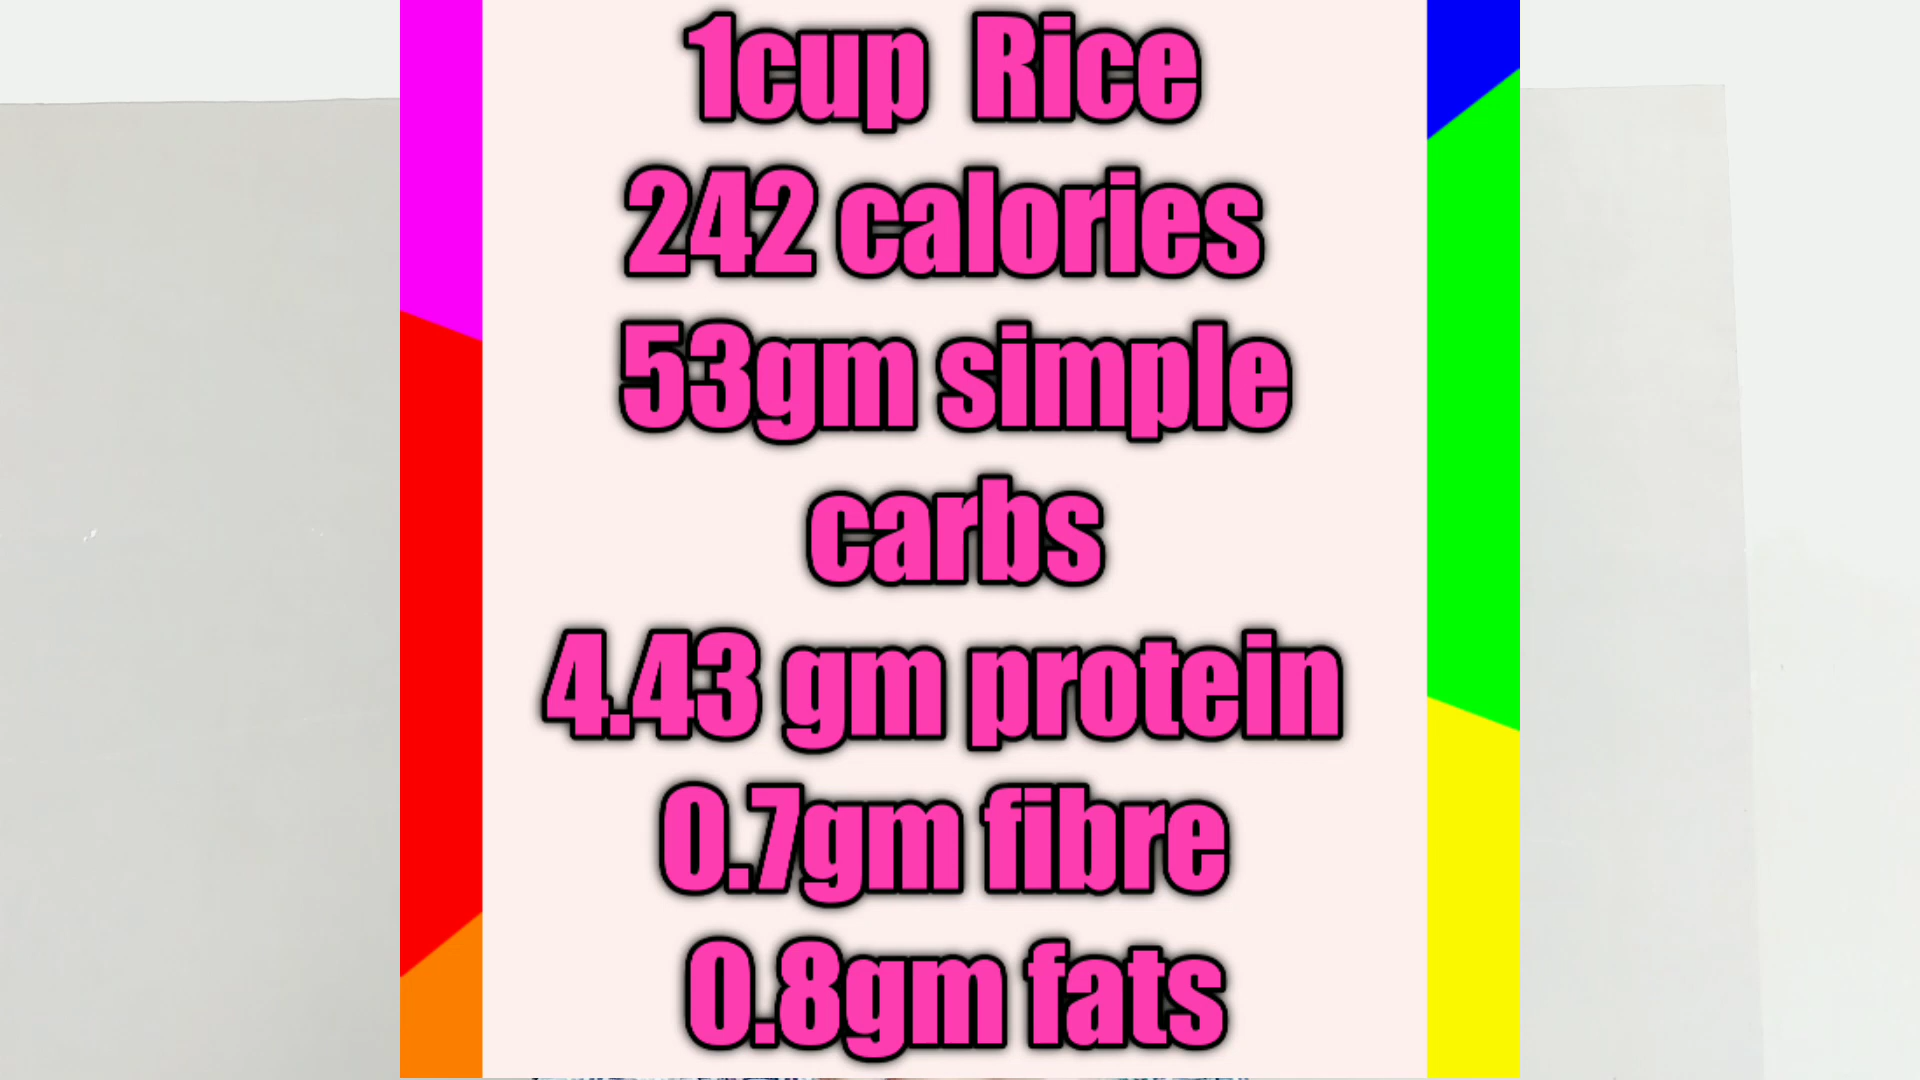 1cup Rice
242 calories
53gm simple
carbs
4.43 gm protein
0.7gm fibre
0.8gm fats